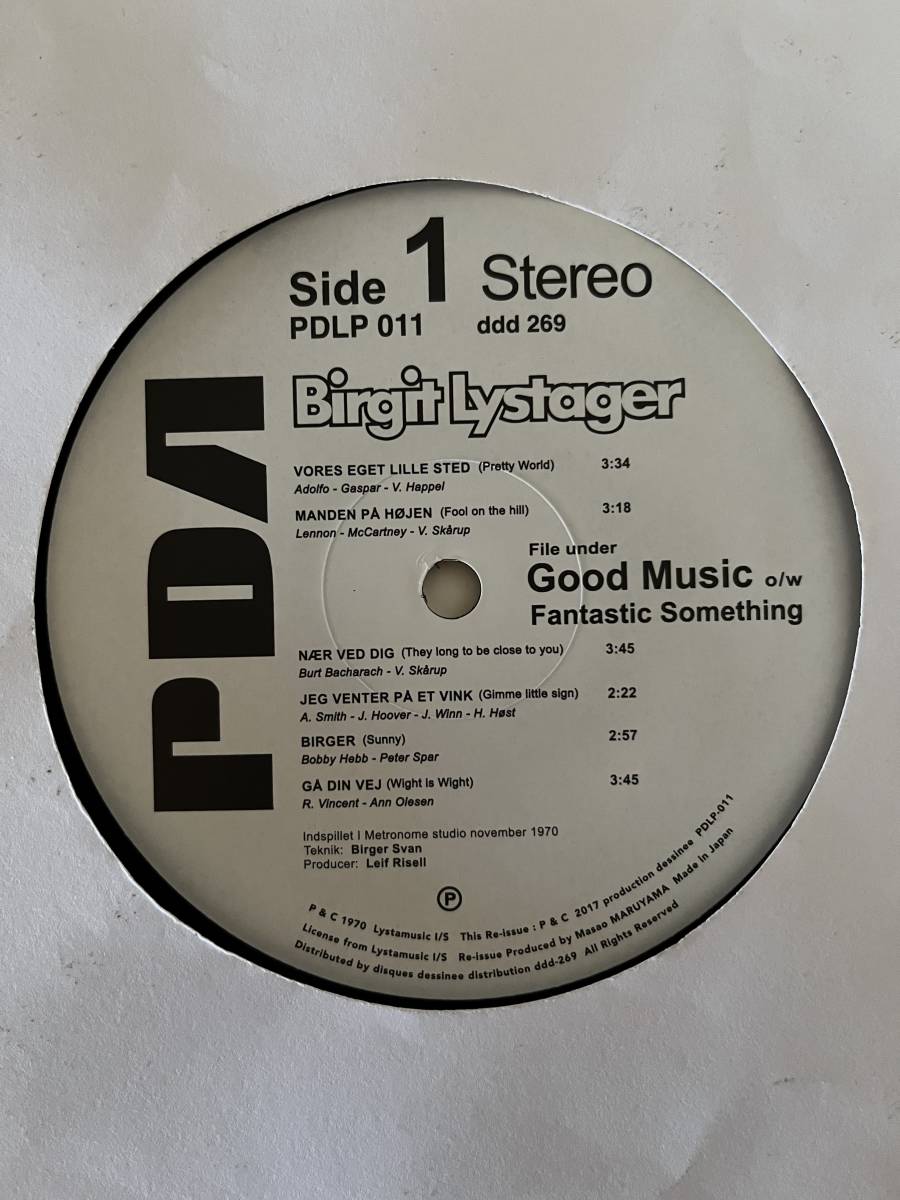 Side 1 Stereo
PDLP 011 ddd 269
PDΛ
Birgit Lystager
VORES EGET LILLE STED (Pretty World) 3:34
Adolfo - Gaspar - V. Happel
MANDEN PÅ HØJEN (Fool on the hill) 3:18
Lennon - McCartney - V. Skårup
File under
Good Music o/w
Fantastic Something
NÆR VED DIG (They long to be close to you) 3:45
Burt Bacharach - V. Skårup
JEG VENTER PÅ ET VINK (Gimme little sign) 2:22
A. Smith - J. Hoover - J. Winn - H. Høst
BIRGER (Sunny) 2:57
Bobby Hebb - Peter Spar
GÅ DIN VEJ (Wight is Wight) 3:45
R. Vincent - Ann Olesen
Indspillet I Metronome studio november 1970
Teknik: Birger Svan
Producer: Leif Risell
P
P & C 1970 Lystamusic I/S This Re-issue : P & C 2017 production dessinee PDLP-011
License from Lystamusic I/S Re-issue Produced by Masao MARUYAMA Made in Japan
Distributed by disques dessinee distribution ddd-269 All Rights Reserved